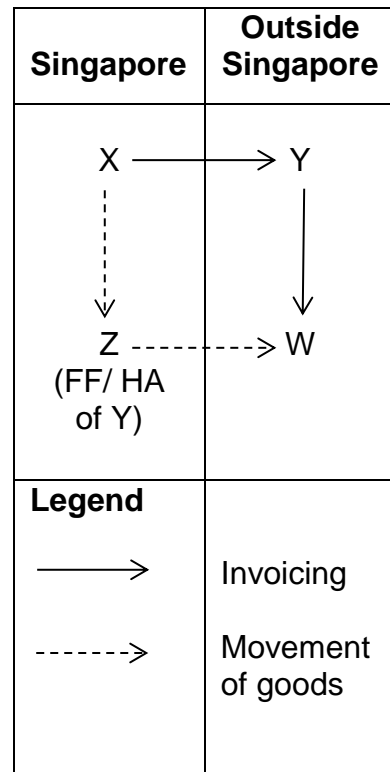 Singapore
Outside
Singapore
X
Y
Z
W
(FF/ HA
of Y)
Legend
Invoicing
Movement
of goods